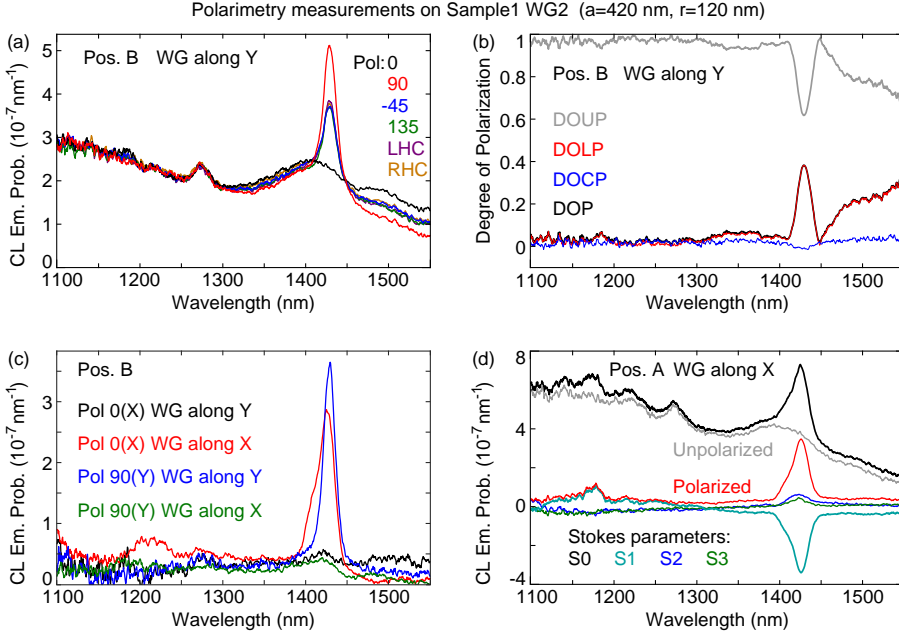 Polarimetry measurements on Sample1 WG2 (a=420 nm, r=120 nm)
(a)
Pos. B WG along Y
Pol: 0
90
-45
135
LHC
RHC
CL Em. Prob. (10⁻⁷ nm⁻¹)
5
4
3
2
1
0
1100 1200 1300 1400 1500
Wavelength (nm)
(b)
Pos. B WG along Y
DOUP
DOLP
DOCP
DOP
Degree of Polarization
1
0.8
0.6
0.4
0.2
0
1100 1200 1300 1400 1500
Wavelength (nm)
(c)
Pos. B
Pol 0(X) WG along Y
Pol 0(X) WG along X
Pol 90(Y) WG along Y
Pol 90(Y) WG along X
CL Em. Prob. (10⁻⁷ nm⁻¹)
3
2
1
0
1100 1200 1300 1400 1500
Wavelength (nm)
(d)
Pos. A WG along X
Unpolarized
Polarized
Stokes parameters:
S0 S1 S2 S3
CL Em. Prob. (10⁻⁷ nm⁻¹)
8
4
0
-4
1100 1200 1300 1400 1500
Wavelength (nm)